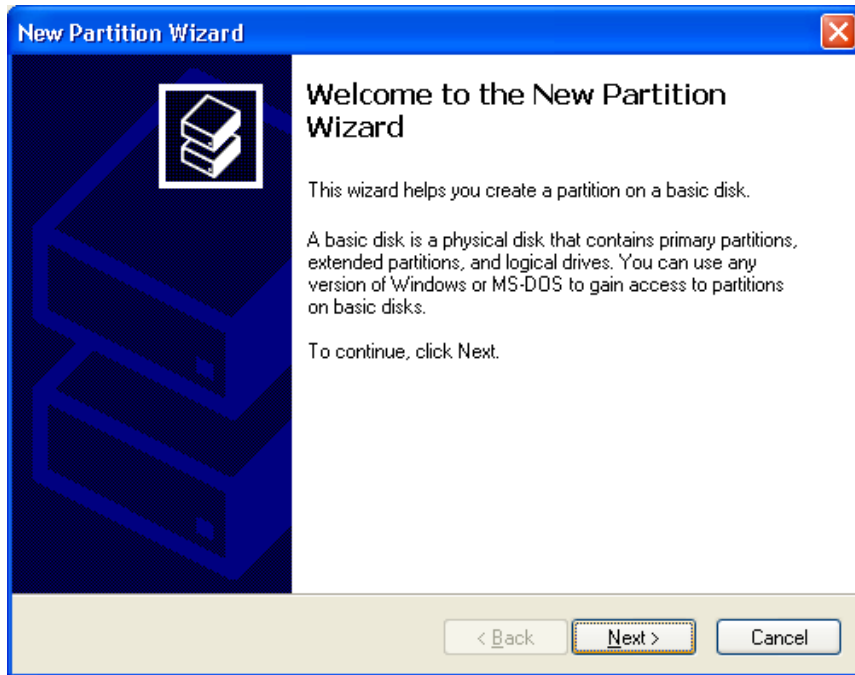 New Partition Wizard
Welcome to the New Partition
Wizard
This wizard helps you create a partition on a basic disk.
A basic disk is a physical disk that contains primary partitions,
extended partitions, and logical drives. You can use any
version of Windows or MS-DOS to gain access to partitions
on basic disks.
To continue, click Next.
< Back
Next >
Cancel